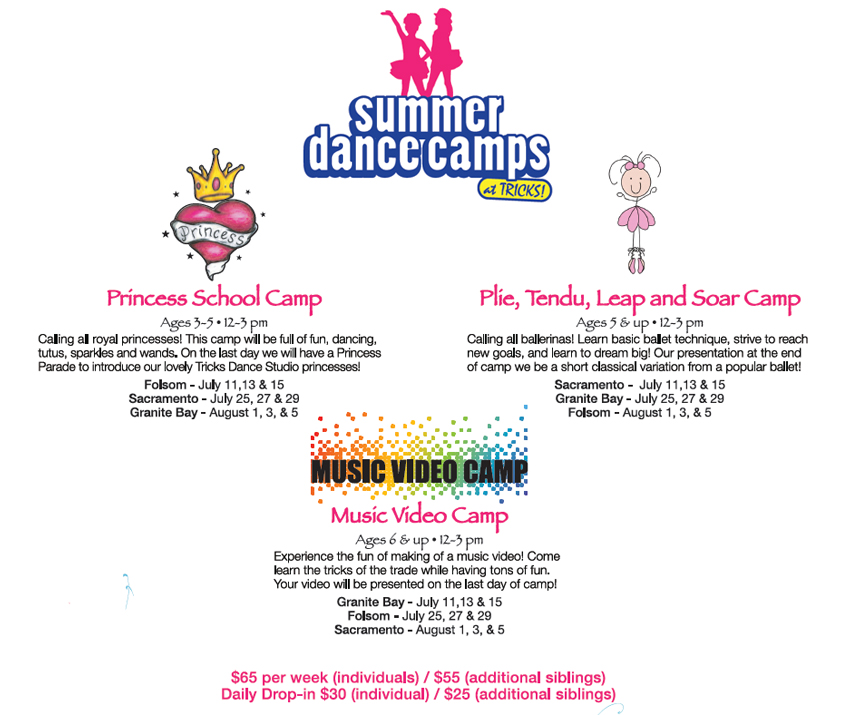 summer
dance camps
at TRICKS!
Princess
Princess School Camp
Ages 3-5 • 12-3 pm
Calling all royal princesses! This camp will be full of fun, dancing,
tutus, sparkles and wands. On the last day we will have a Princess
Parade to introduce our lovely Tricks Dance Studio princesses!
Folsom - July 11,13 & 15
Sacramento - July 25, 27 & 29
Granite Bay - August 1, 3, & 5
Plie, Tendu, Leap and Soar Camp
Ages 5 & up • 12-3 pm
Calling all ballerinas! Learn basic ballet technique, strive to reach
new goals, and learn to dream big! Our presentation at the end
of camp we be a short classical variation from a popular ballet!
Sacramento - July 11,13 & 15
Granite Bay - July 25, 27 & 29
Folsom - August 1, 3, & 5
MUSIC VIDEO CAMP
Music Video Camp
Ages 6 & up • 12-3 pm
Experience the fun of making of a music video! Come
learn the tricks of the trade while having tons of fun.
Your video will be presented on the last day of camp!
Granite Bay - July 11,13 & 15
Folsom - July 25, 27 & 29
Sacramento - August 1, 3, & 5
$65 per week (individuals) / $55 (additional siblings)
Daily Drop-in $30 (individual) / $25 (additional siblings)